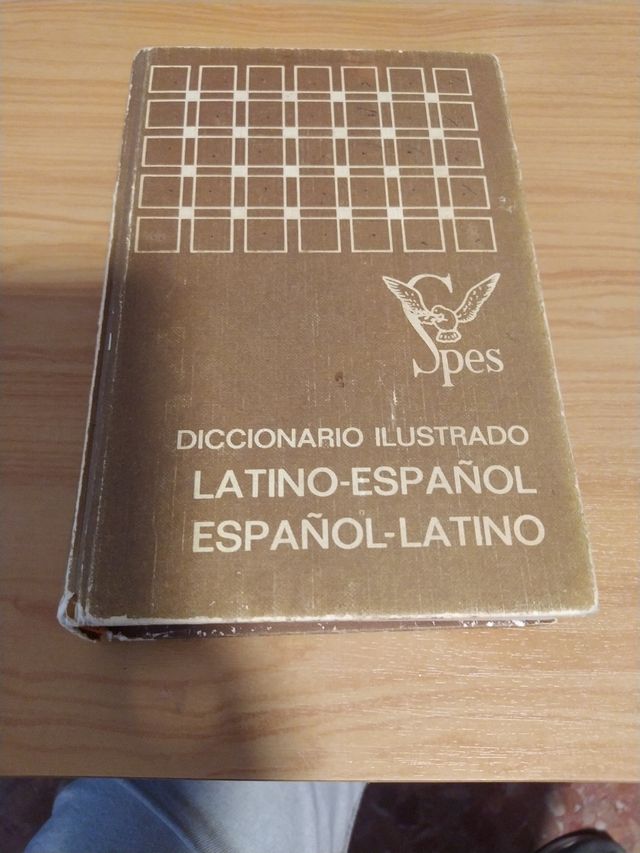 Spes
DICCIONARIO ILUSTRADO
LATINO-ESPAÑOL
ESPAÑOL-LATINO